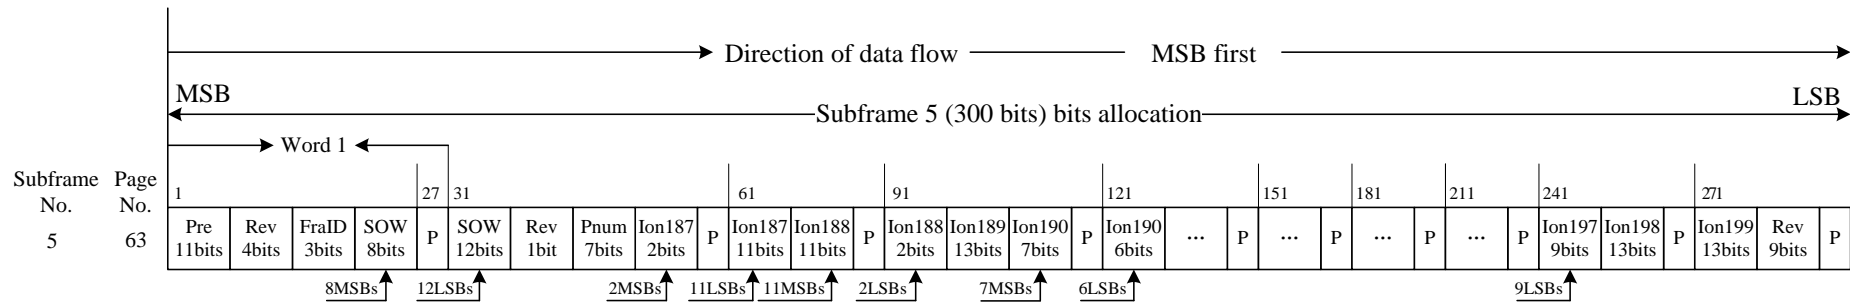 Direction of data flow MSB first
MSB LSB
Subframe 5 (300 bits) bits allocation
Word 1
Subframe No. Page No.
1 27 31 61 91 121 151 181 211 241 271
5 63 Pre 11bits Rev 4bits FraID 3bits SOW 8bits P SOW 12bits Rev 1bit Pnum 7bits Ion187 2bits P Ion187 11bits Ion188 11bits P Ion188 2bits Ion189 13bits Ion190 7bits P Ion190 6bits ... P ... P ... P ... P Ion197 9bits Ion198 13bits P Ion199 13bits Rev 9bits P
8MSBs 12LSBs 2MSBs 11LSBs 11MSBs 2LSBs 7MSBs 6LSBs 9LSBs